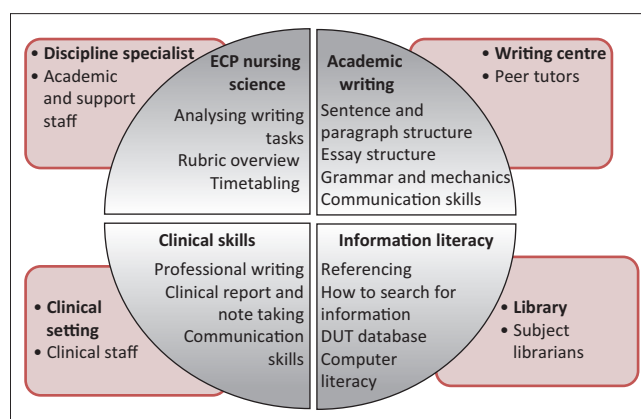 • Discipline specialist
• Academic
and support
staff
ECP nursing
science
Analysing writing
tasks
Rubric overview
Timetabling
Academic
writing
Sentence and
paragraph structure
Essay structure
Grammar and mechanics
Communication skills
• Writing centre
• Peer tutors
• Clinical
setting
• Clinical staff
Clinical skills
Professional writing
Clinical report and
note taking
Communication
skills
Information literacy
Referencing
How to search for
information
DUT database
Computer
literacy
• Library
• Subject
librarians